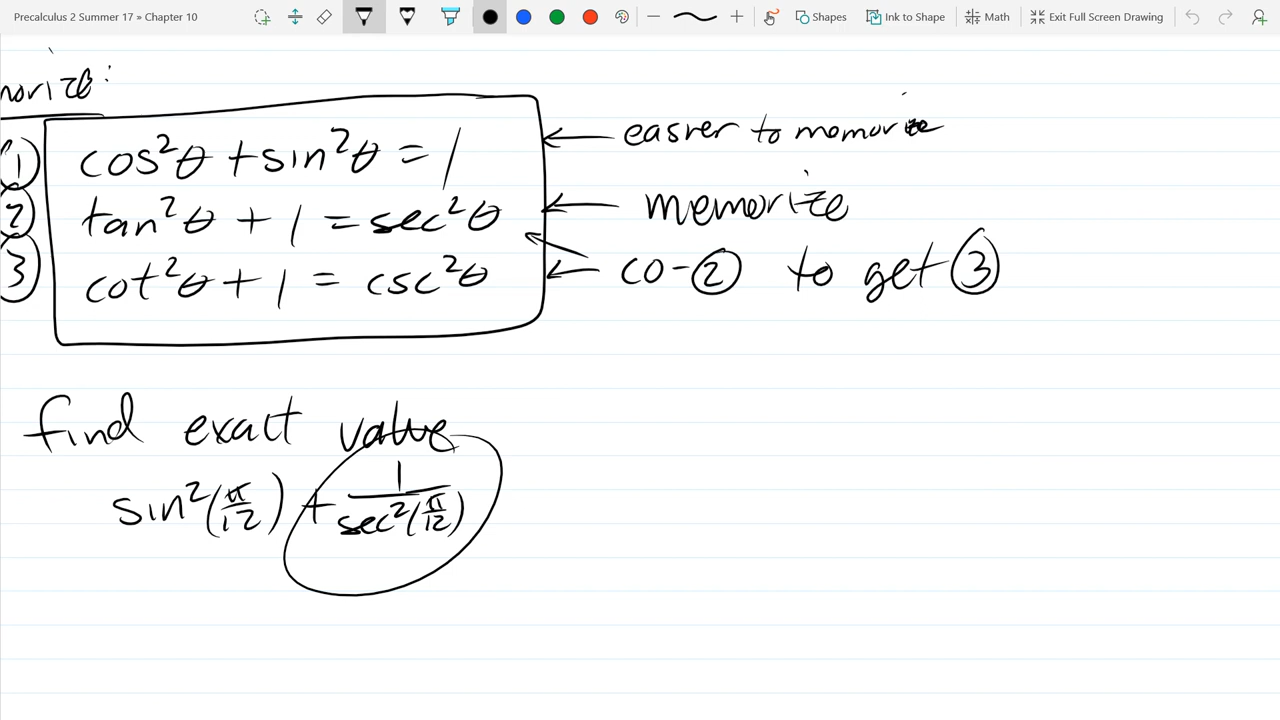 Precalculus 2 Summer 17 » Chapter 10 Shapes Ink to Shape Math Exit Full Screen Drawing
① cos²θ + sin²θ = 1 ← easier to memorize
② tan²θ + 1 = sec²θ ← memorize
③ cot²θ + 1 = csc²θ ← co-② to get ③
find exact value
sin²(π/12) + 1/sec²(π/12)